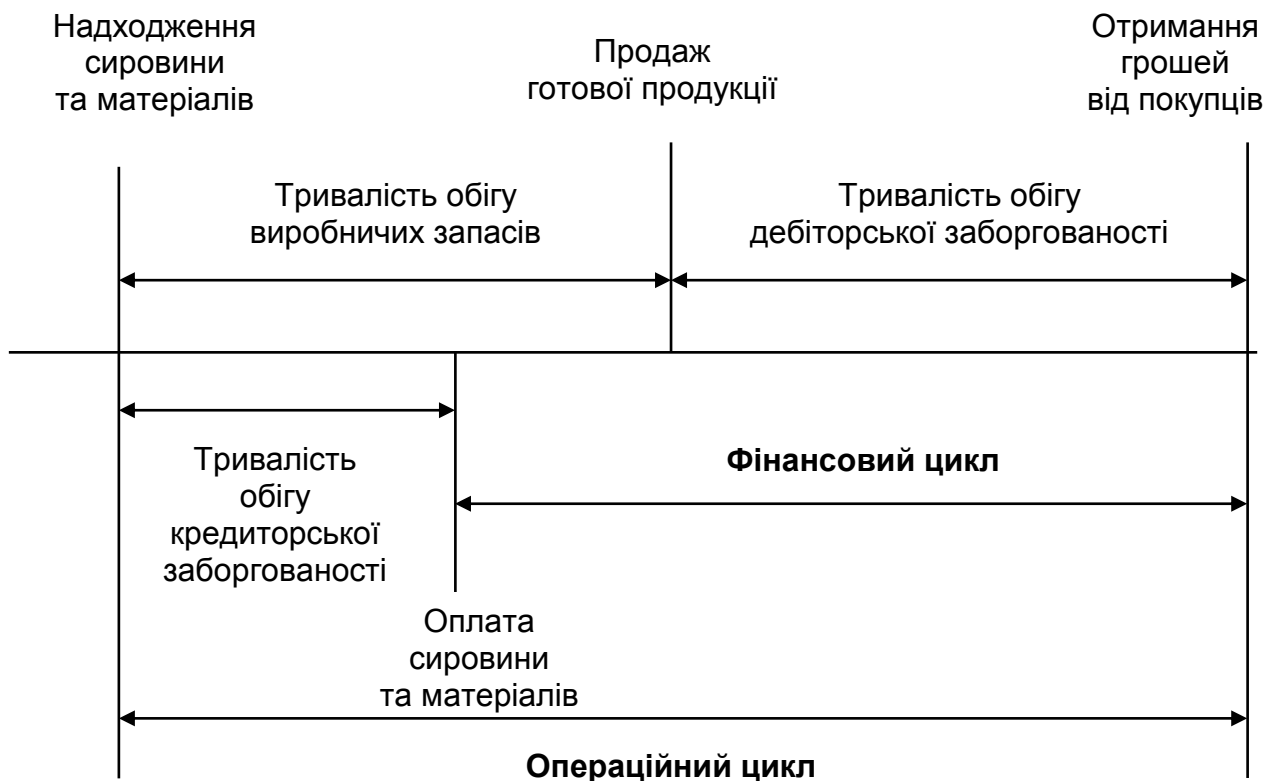 Надходження
сировини
та матеріалів
Продаж
готової продукції
Отримання
грошей
від покупців
Тривалість обігу
виробничих запасів
Тривалість обігу
дебіторської заборгованості
Тривалість
обігу
кредиторської
заборгованості
Фінансовий цикл
Оплата
сировини
та матеріалів
Операційний цикл